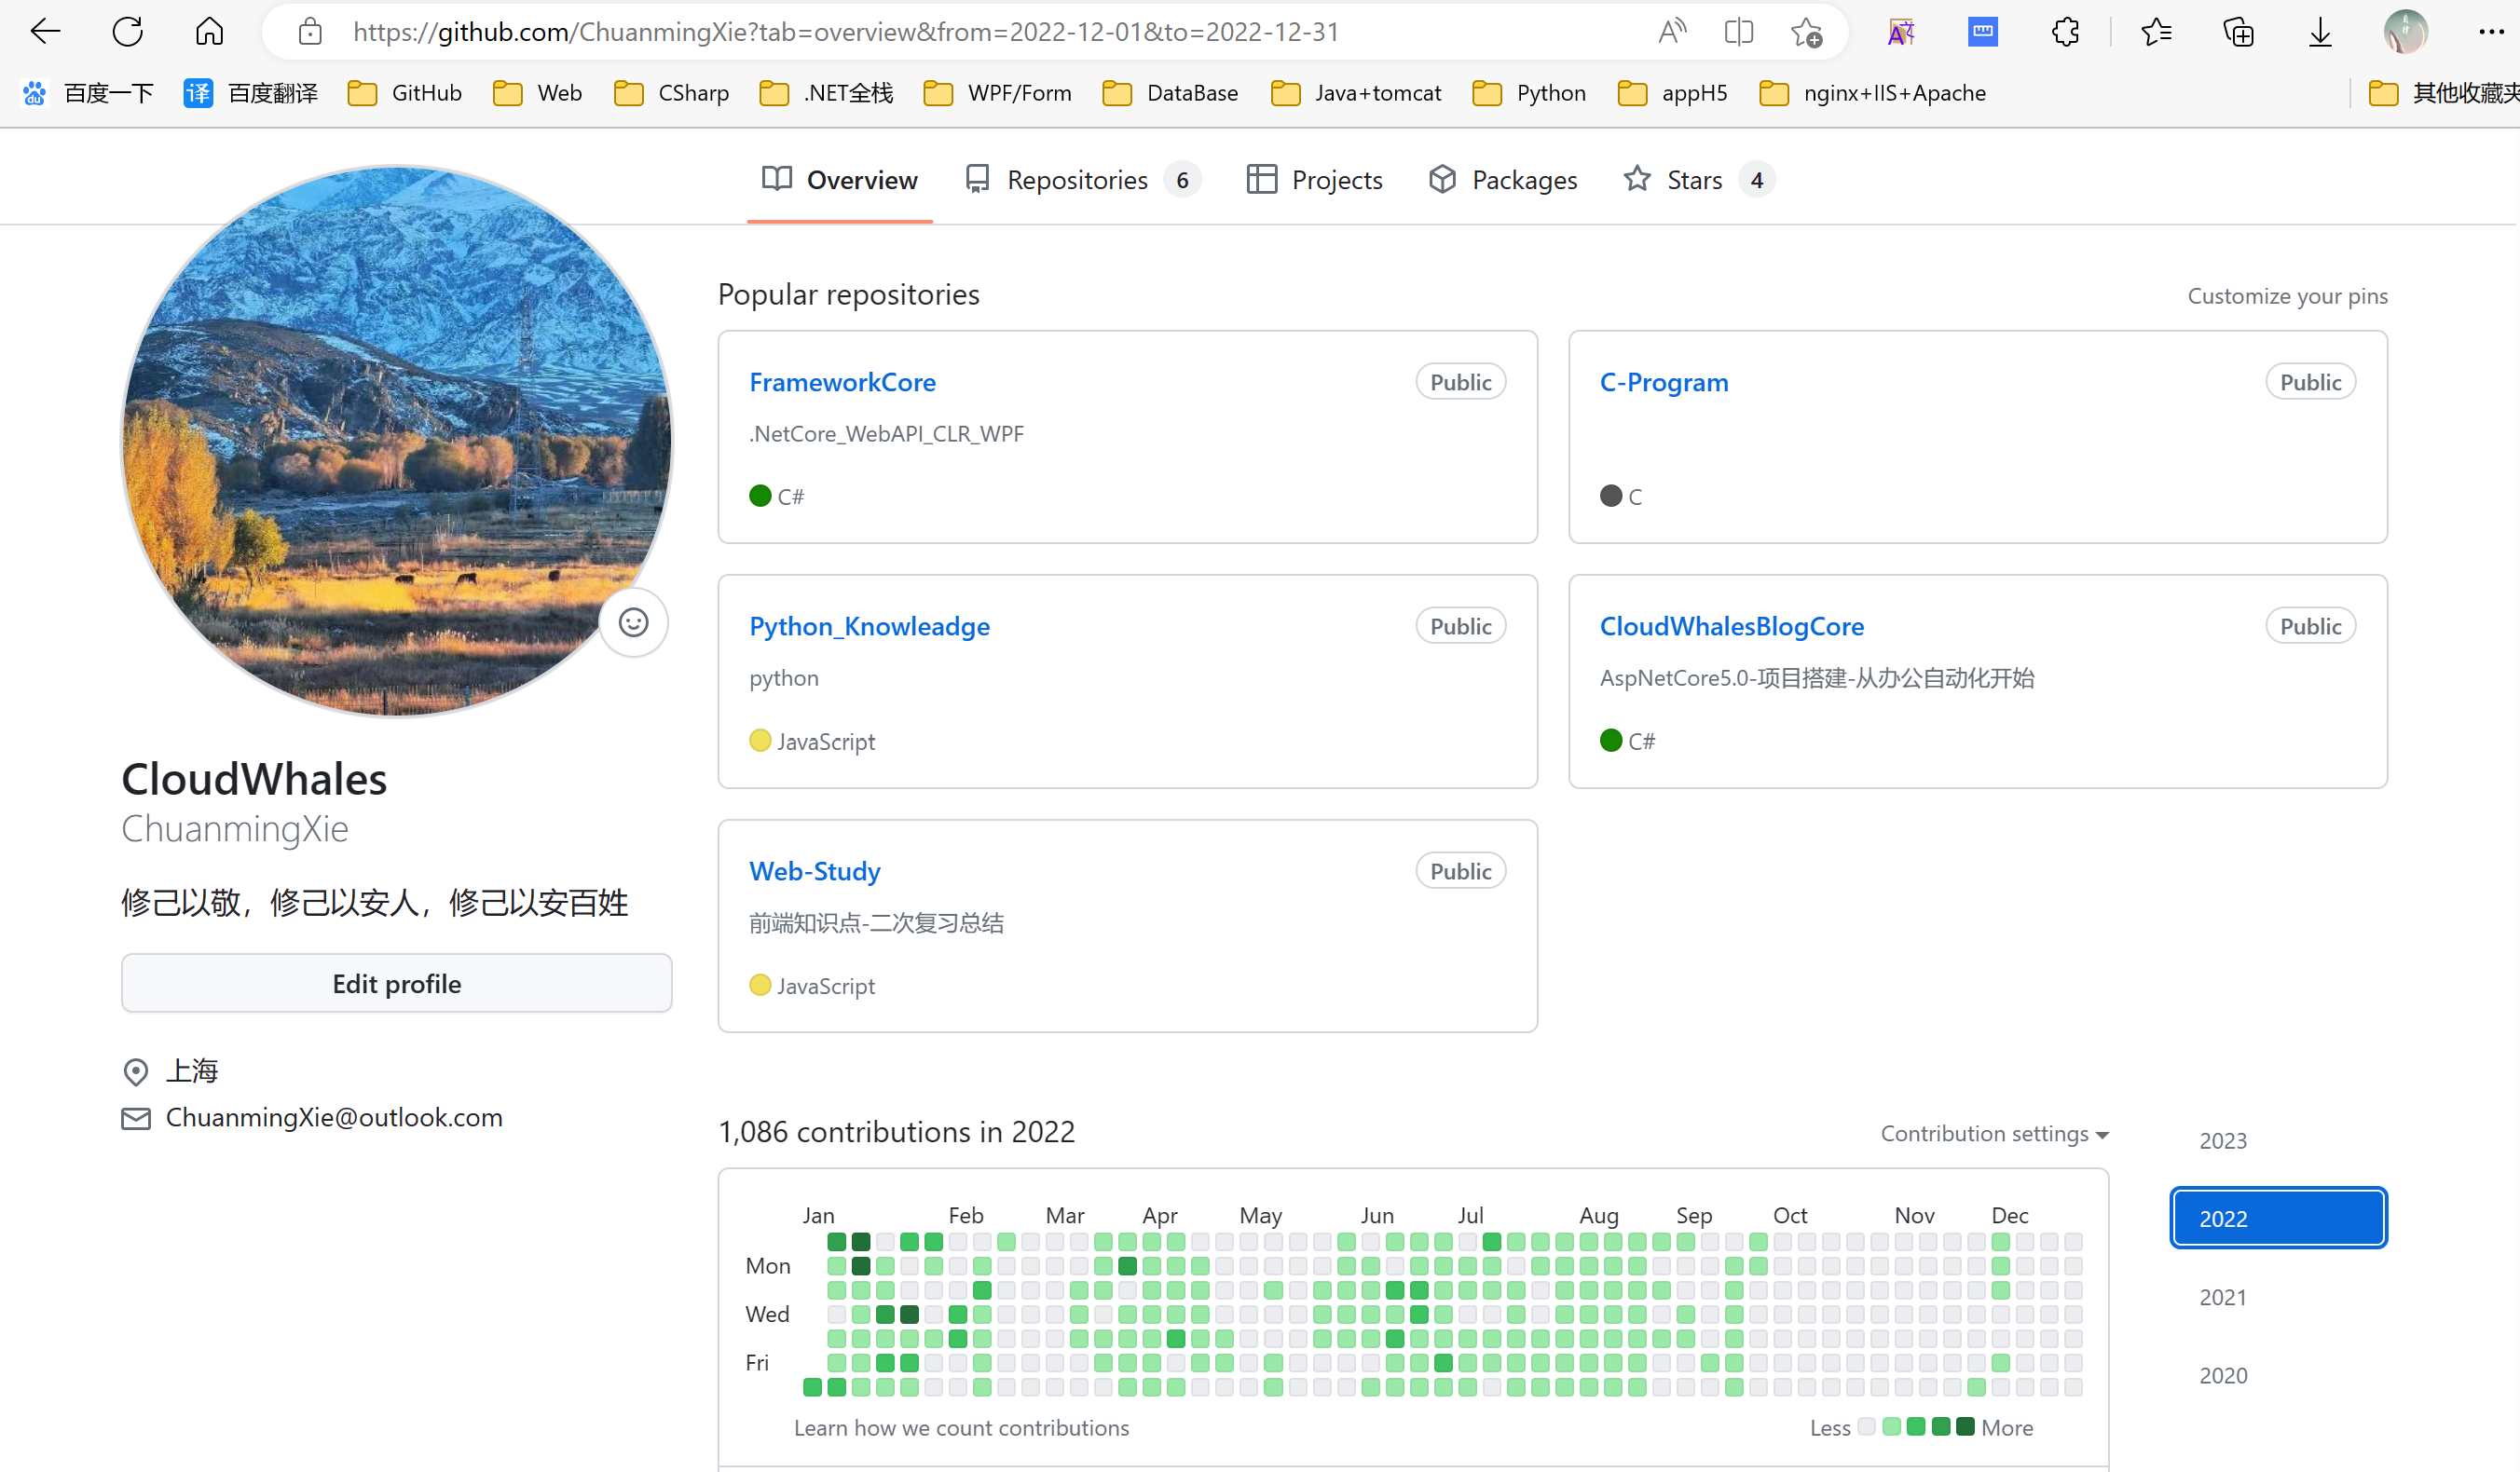 https://github.com/ChuanmingXie?tab=overview&from=2022-12-01&to=2022-12-31
du 百度一下 译 百度翻译 GitHub Web CSharp .NET全栈 WPF/Form DataBase Java+tomcat Python appH5 nginx+IIS+Apache 其他收藏夹
Overview Repositories 6 Projects Packages Stars 4
Popular repositories Customize your pins
FrameworkCore Public
.NetCore_WebAPI_CLR_WPF
C#
C-Program Public
C
Python_Knowleadge Public
python
JavaScript
CloudWhalesBlogCore Public
AspNetCore5.0-项目搭建-从办公自动化开始
C#
Web-Study Public
前端知识点-二次复习总结
JavaScript
CloudWhales
ChuanmingXie
修己以敬，修己以安人，修己以安百姓
Edit profile
上海
ChuanmingXie@outlook.com
1,086 contributions in 2022 Contribution settings
Jan Feb Mar Apr May Jun Jul Aug Sep Oct Nov Dec
Mon
Wed
Fri
Learn how we count contributions Less More
2023
2022
2021
2020